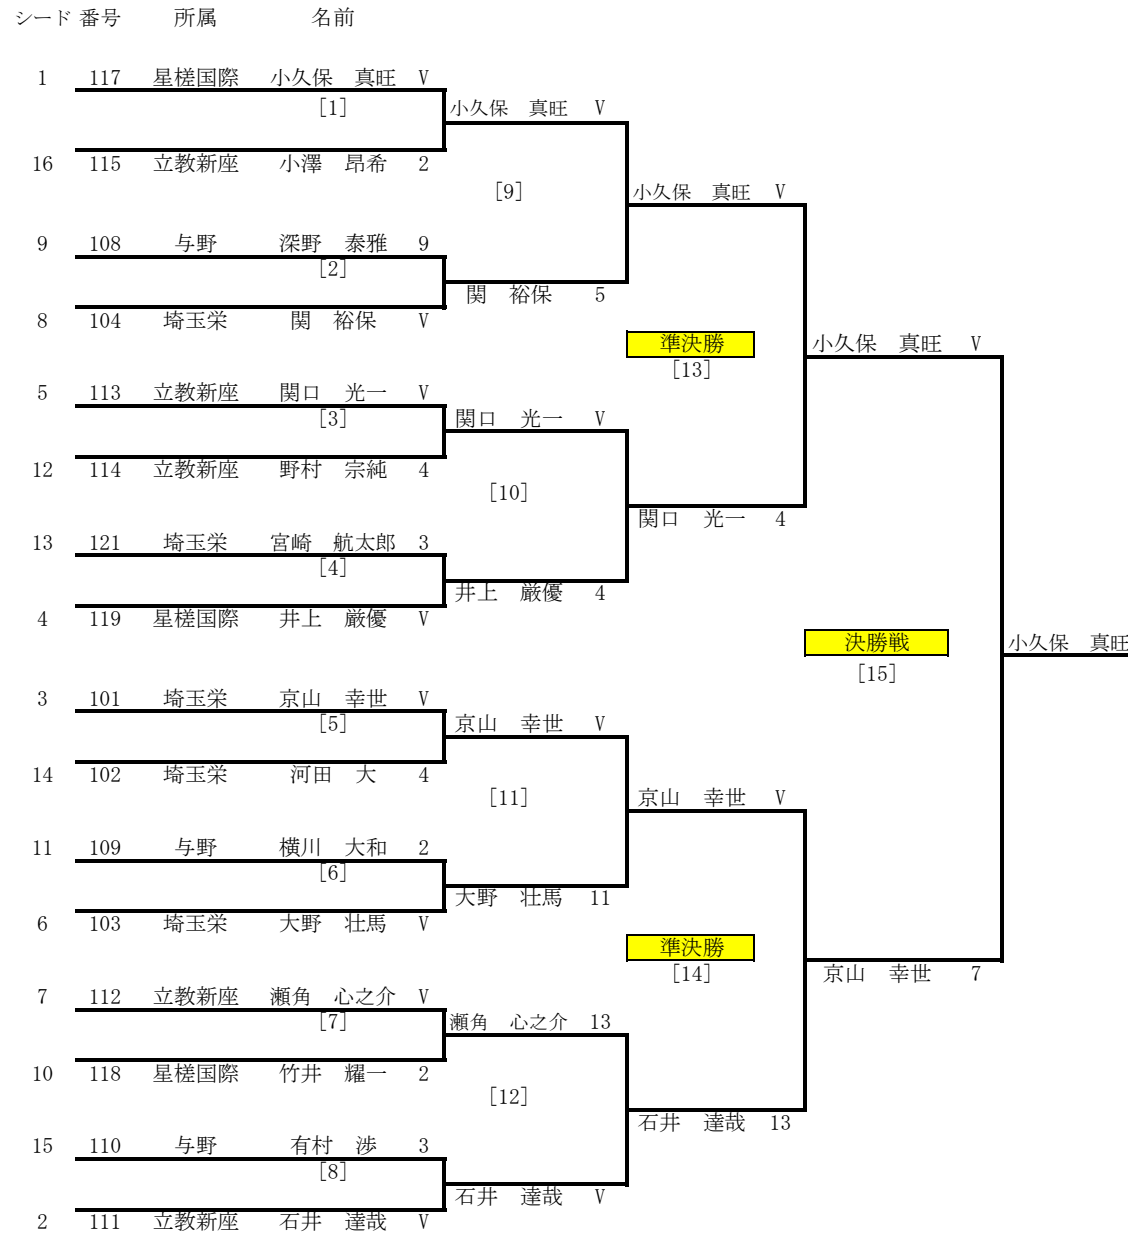 シード 番号 所属 名前
1 117 星槎国際 小久保 真旺 V
[1] 小久保 真旺 V
16 115 立教新座 小澤 昂希 2
[9] 小久保 真旺 V
9 108 与野 深野 泰雅 9
[2]
関 裕保 5
8 104 埼玉栄 関 裕保 V
準決勝 小久保 真旺 V
[13]
5 113 立教新座 関口 光一 V
[3] 関口 光一 V
12 114 立教新座 野村 宗純 4
[10]
関口 光一 4
13 121 埼玉栄 宮崎 航太郎 3
[4]
井上 厳優 4
4 119 星槎国際 井上 厳優 V
決勝戦 小久保 真旺
[15]
3 101 埼玉栄 京山 幸世 V
[5] 京山 幸世 V
14 102 埼玉栄 河田 大 4
[11] 京山 幸世 V
11 109 与野 横川 大和 2
[6]
大野 壮馬 11
6 103 埼玉栄 大野 壮馬 V
準決勝
[14] 京山 幸世 7
7 112 立教新座 瀬角 心之介 V
[7] 瀬角 心之介 13
10 118 星槎国際 竹井 耀一 2
[12]
石井 達哉 13
15 110 与野 有村 渉 3
[8]
石井 達哉 V
2 111 立教新座 石井 達哉 V